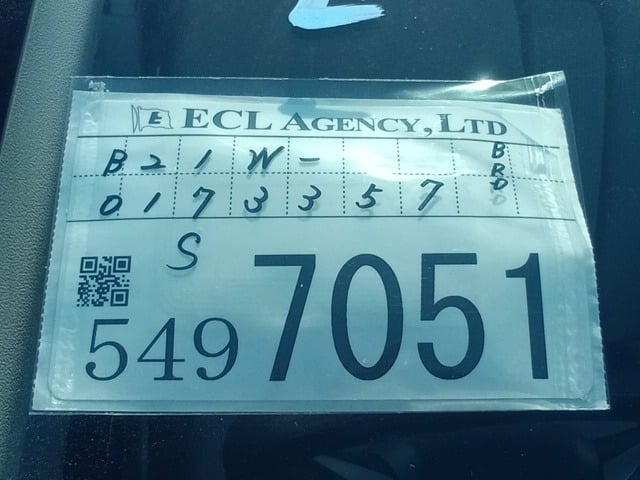 E ECL AGENCY, LTD
B 2 1 W - B
0 1 7 3 3 5 7 R D
S
549 7051